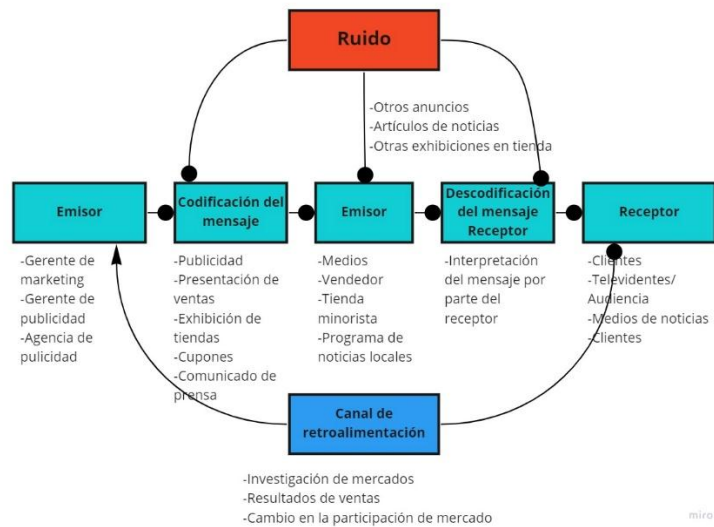 Ruido
-Otros anuncios
-Artículos de noticias
-Otras exhibiciones en tienda
Emisor
-Gerente de
marketing
-Gerente de
publicidad
-Agencia de
pulicidad
Codificación del
mensaje
-Publicidad
-Presentación de
ventas
-Exhibición de
tiendas
-Cupones
-Comunicado de
prensa
Emisor
-Medios
-Vendedor
-Tienda
minorista
-Programa de
noticias locales
Descodificación
del mensaje
Receptor
-Interpretación
del mensaje por
parte del
receptor
Receptor
-Clientes
-Televidentes/
Audiencia
-Medios de noticias
-Clientes
Canal de
retroalimentación
-Investigación de mercados
-Resultados de ventas
-Cambio en la participación de mercado
miro